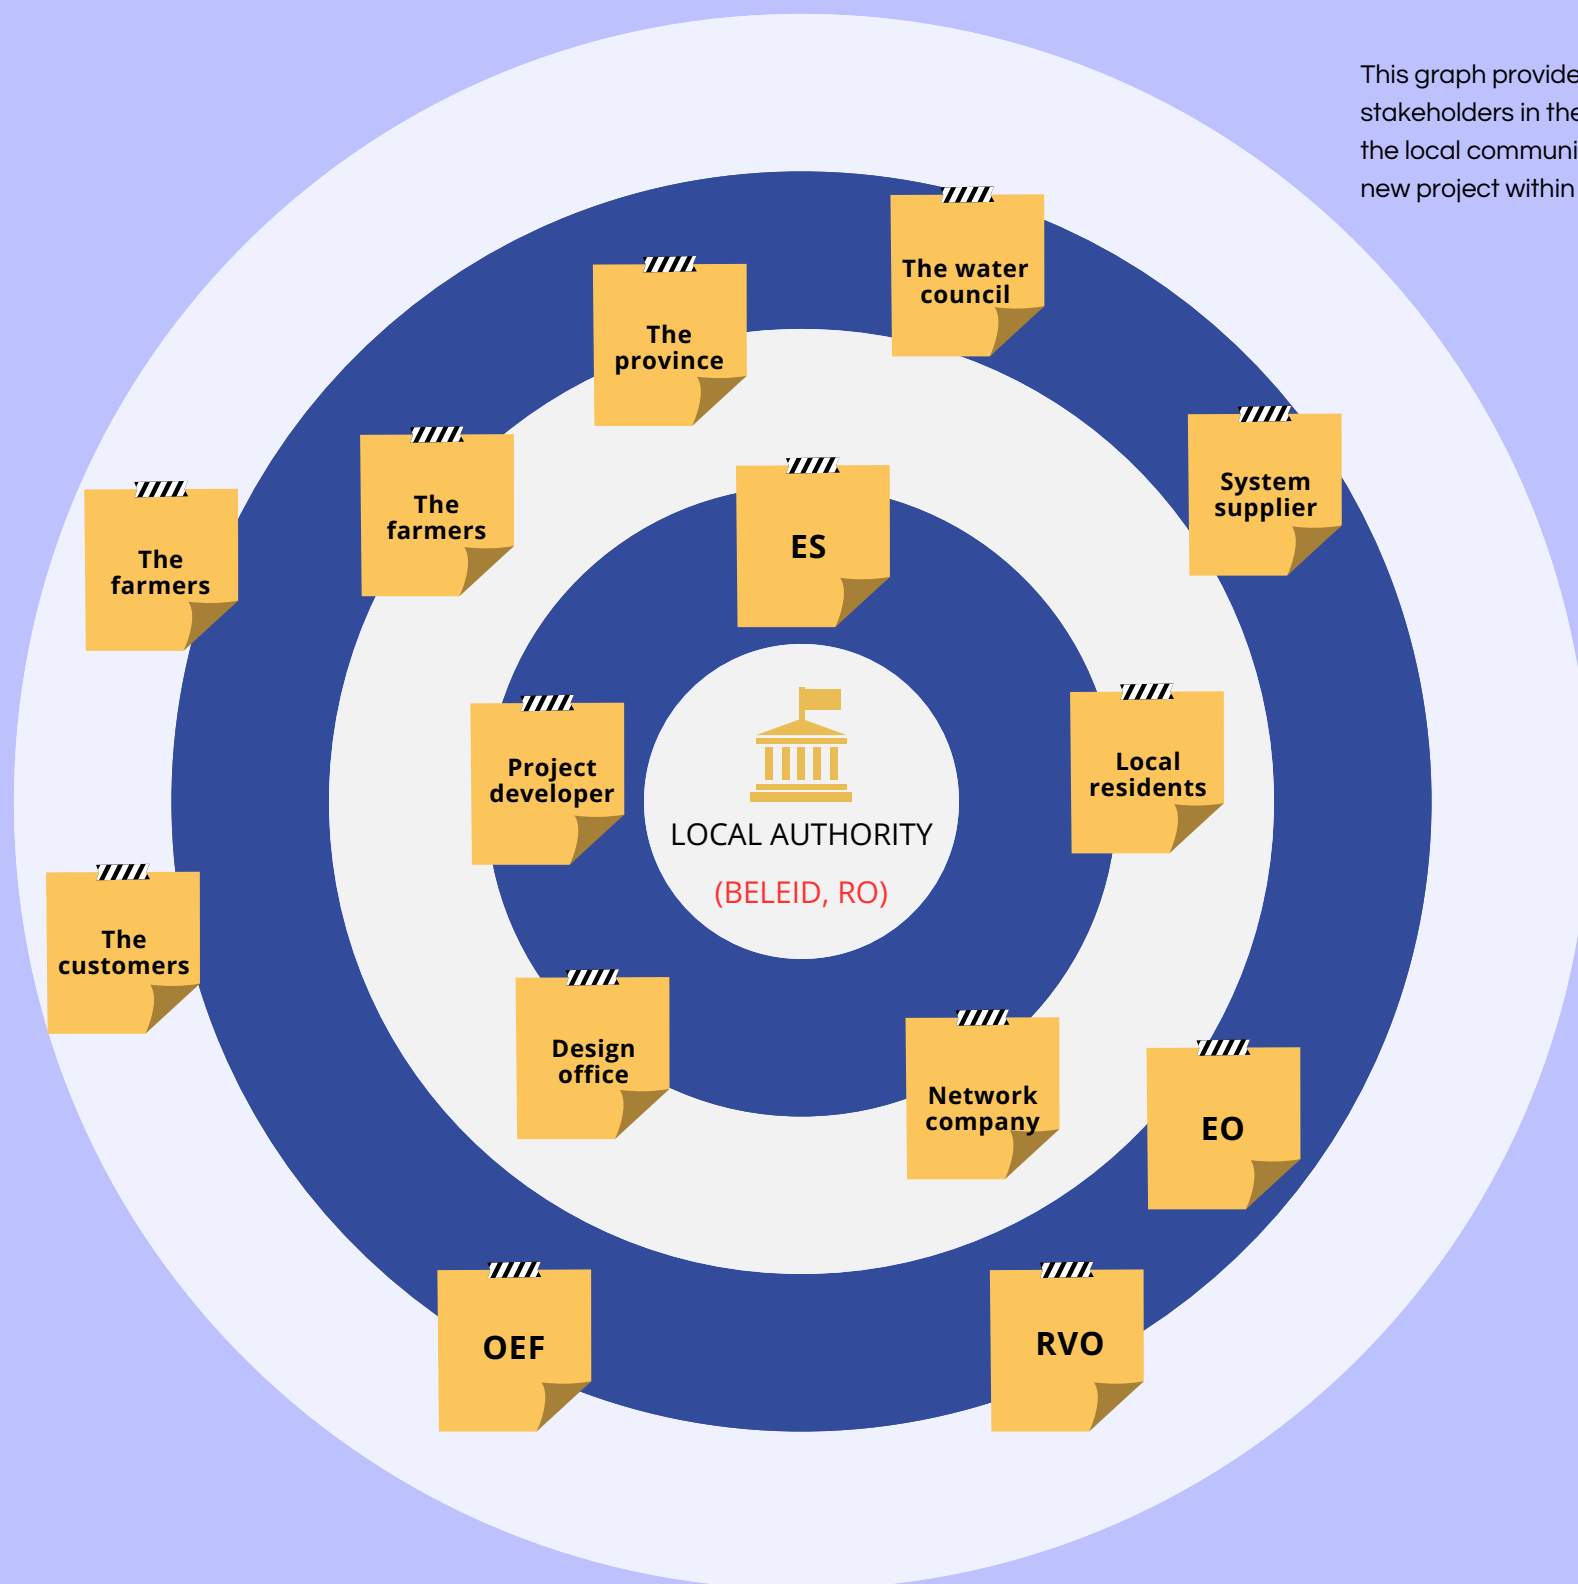 This graph provide
stakeholders in the
the local communi
new project within
The water
council
The
province
System
supplier
The
farmers
The
farmers
ES
Project
developer
Local
residents
LOCAL AUTHORITY
(BELEID, RO)
The
customers
Design
office
Network
company
EO
OEF
RVO